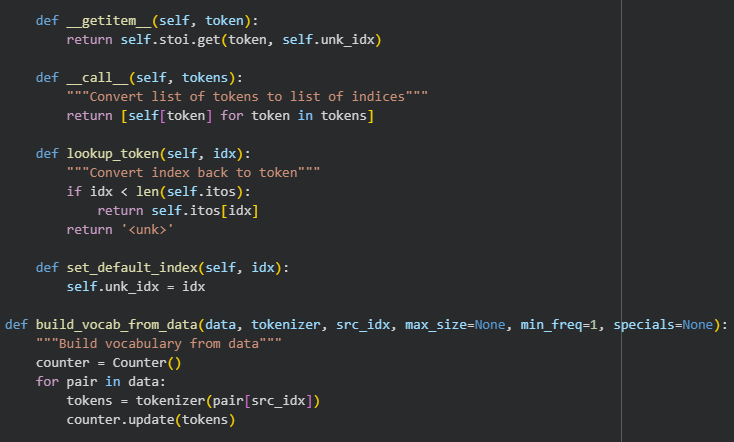 def __getitem__(self, token):
        return self.stoi.get(token, self.unk_idx)

    def __call__(self, tokens):
        """Convert list of tokens to list of indices"""
        return [self[token] for token in tokens]

    def lookup_token(self, idx):
        """Convert index back to token"""
        if idx < len(self.itos):
            return self.itos[idx]
        return '<unk>'

    def set_default_index(self, idx):
        self.unk_idx = idx

def build_vocab_from_data(data, tokenizer, src_idx, max_size=None, min_freq=1, specials=None):
    """Build vocabulary from data"""
    counter = Counter()
    for pair in data:
        tokens = tokenizer(pair[src_idx])
        counter.update(tokens)